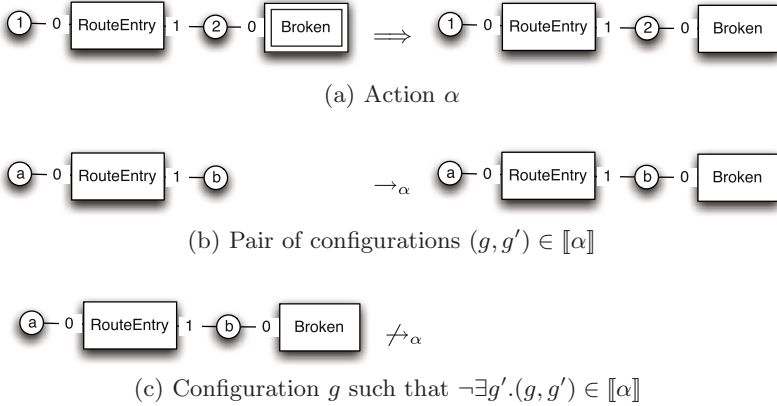 1 0 RouteEntry 1 2 0 Broken ⟹ 1 0 RouteEntry 1 2 0 Broken
(a) Action α
a 0 RouteEntry 1 b →α a 0 RouteEntry 1 b 0 Broken
(b) Pair of configurations (g, g′) ∈ ⟦α⟧
a 0 RouteEntry 1 b 0 Broken ↛α
(c) Configuration g such that ¬∃g′.(g, g′) ∈ ⟦α⟧